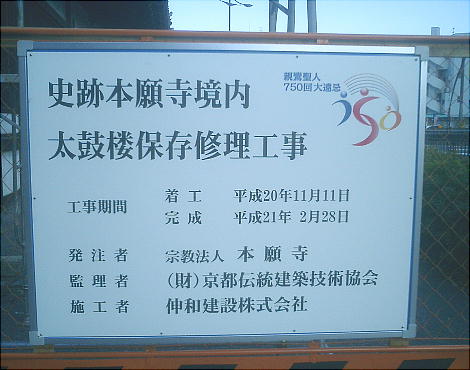 親鸞聖人
750回大遠忌
750
史跡本願寺境内
太鼓楼保存修理工事
工事期間 着工 平成20年11月11日
完成 平成21年 2月28日
発注者 宗教法人 本願寺
監理者 (財)京都伝統建築技術協会
施工者 伸和建設株式会社